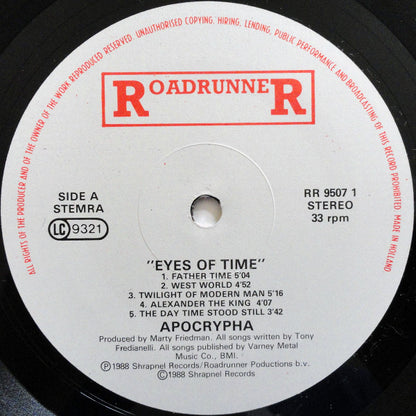 ALL RIGHTS OF THE PRODUCER AND OF THE OWNER OF THE WORK REPRODUCED RESERVED. UNAUTHORISED COPYING, HIRING, LENDING, PUBLIC PERFORMANCE AND BROADCASTING OF THIS RECORD PROHIBITED. MADE IN HOLLAND
ROADRUNNER
SIDE A
STEMRA
LC 9321
RR 9507 1
STEREO
33 rpm
"EYES OF TIME"
1. FATHER TIME 5'04
2. WEST WORLD 4'52
3. TWILIGHT OF MODERN MAN 5'16
4. ALEXANDER THE KING 4'07
5. THE DAY TIME STOOD STILL 3'42
APOCRYPHA
Produced by Marty Friedman. All songs written by Tony
Fredianelli. All songs published by Varney Metal
Music Co., BMI.
℗1988 Shrapnel Records/Roadrunner Productions b.v.
©1988 Shrapnel Records